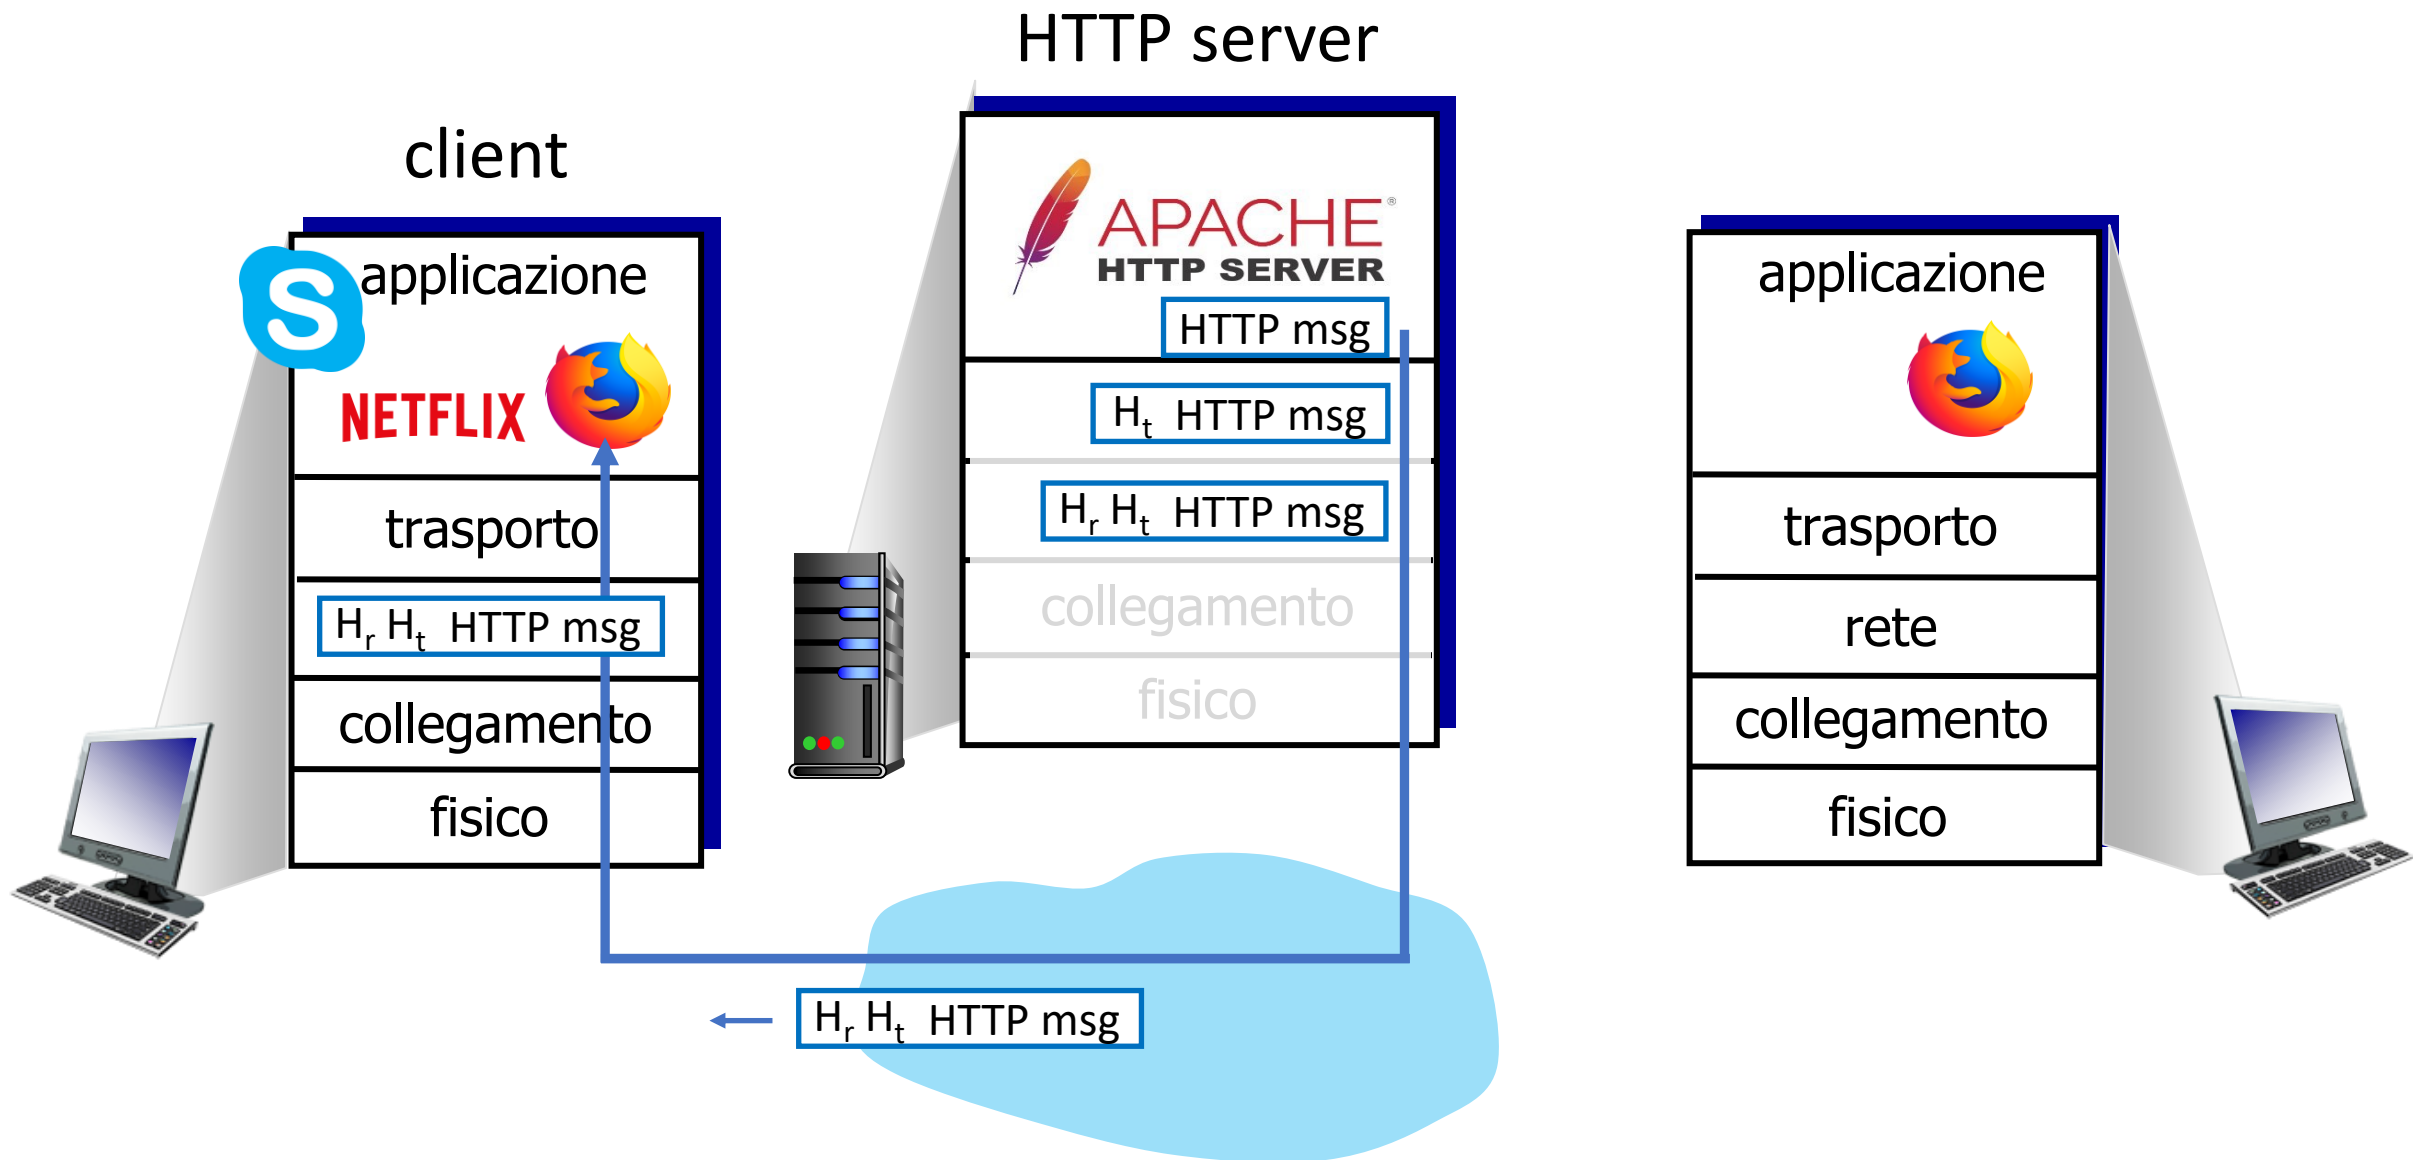 HTTP server
client
APACHE®
HTTP SERVER
HTTP msg
Ht HTTP msg
Hr Ht HTTP msg
collegamento
fisico
S
applicazione
NETFLIX
trasporto
Hr Ht HTTP msg
collegamento
fisico
applicazione
trasporto
rete
collegamento
fisico
Hr Ht HTTP msg